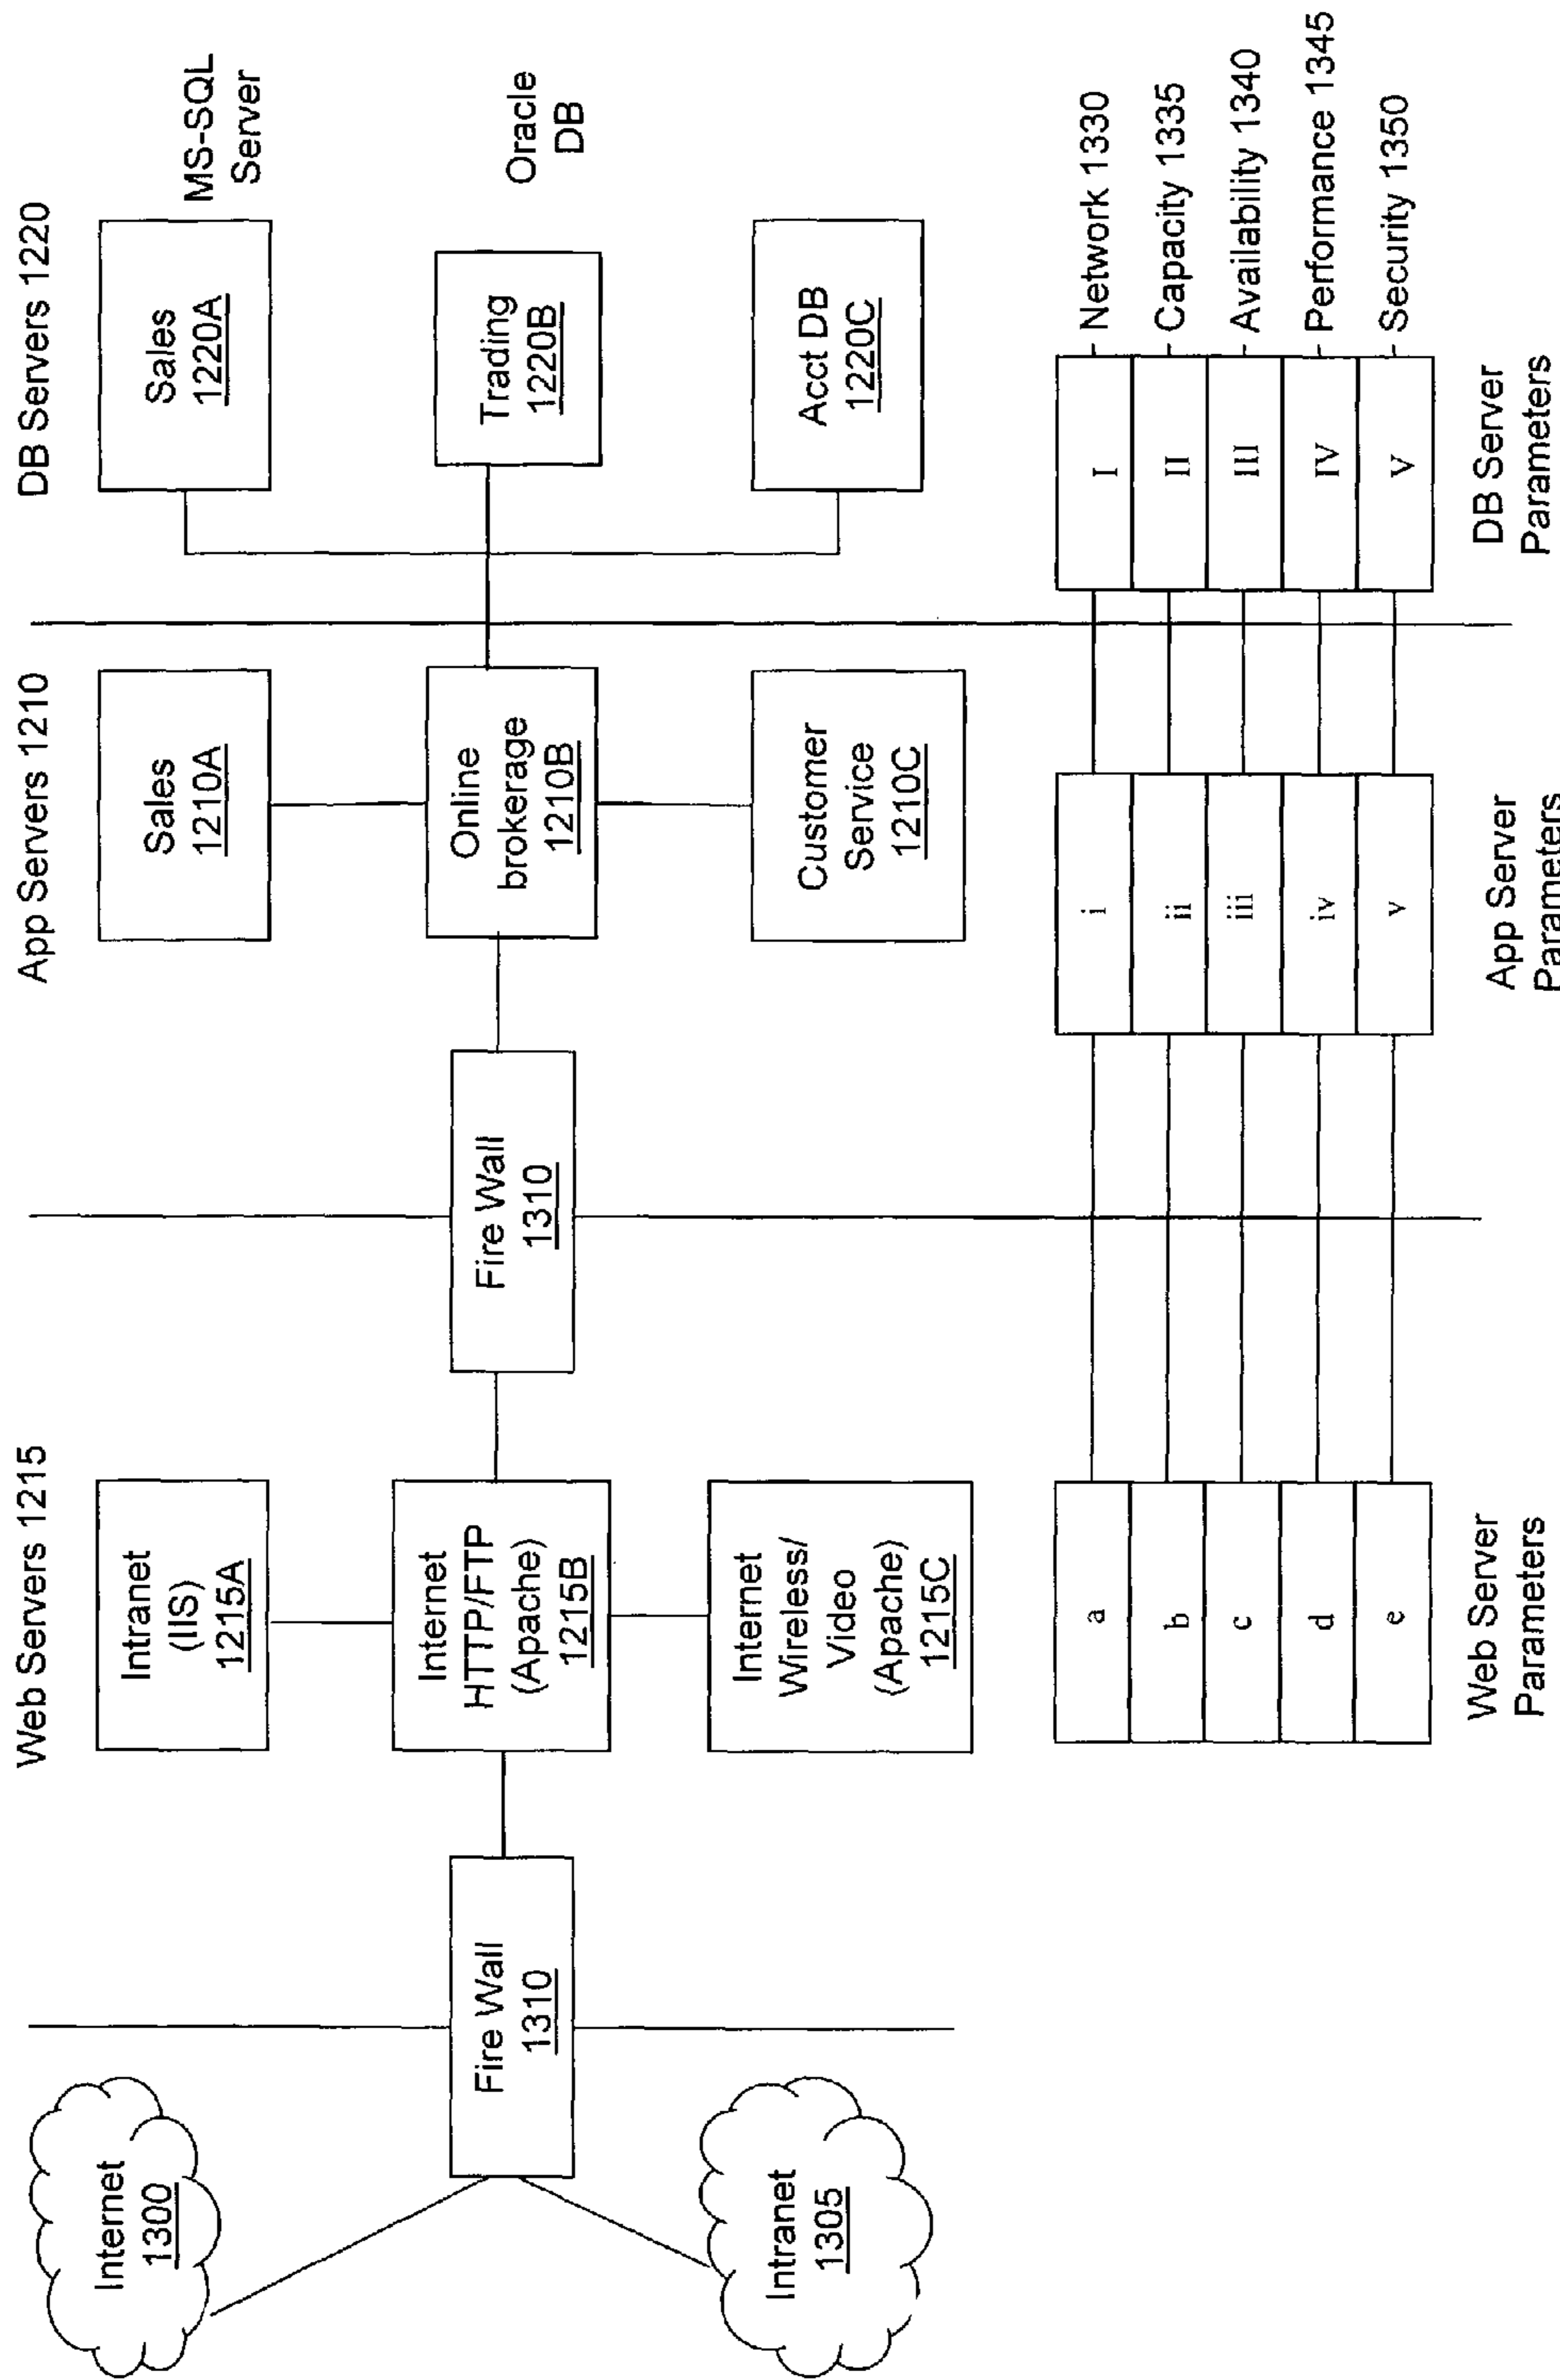 Web Servers 1215
App Servers 1210
DB Servers 1220
Internet
1300
Intranet
1305
Fire Wall
1310
Intranet
(IIS)
1215A
Internet
HTTP/FTP
(Apache)
1215B
Internet
Wireless/
Video
(Apache)
1215C
Fire Wall
1310
Sales
1210A
Online
brokerage
1210B
Customer
Service
1210C
Sales
1220A
MS-SQL
Server
Trading
1220B
Oracle
DB
Acct DB
1220C
a
i
I
Network 1330
b
ii
II
Capacity 1335
c
iii
III
Availability 1340
d
iv
IV
Performance 1345
e
v
V
Security 1350
Web Server
Parameters
App Server
Parameters
DB Server
Parameters